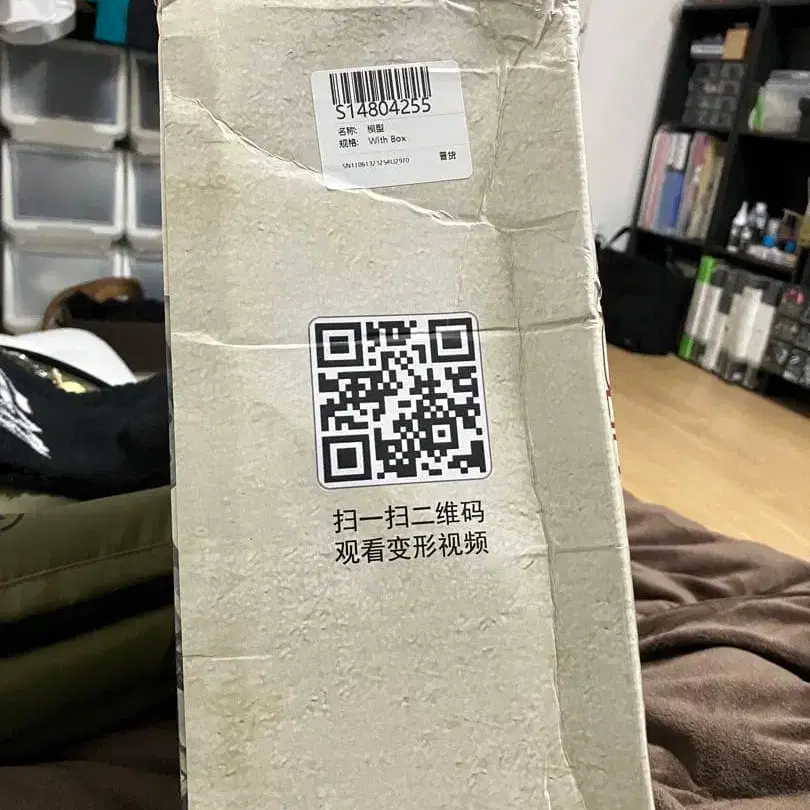 S14804255
名称: 模型
规格: With Box
普货
扫一扫二维码
观看变形视频